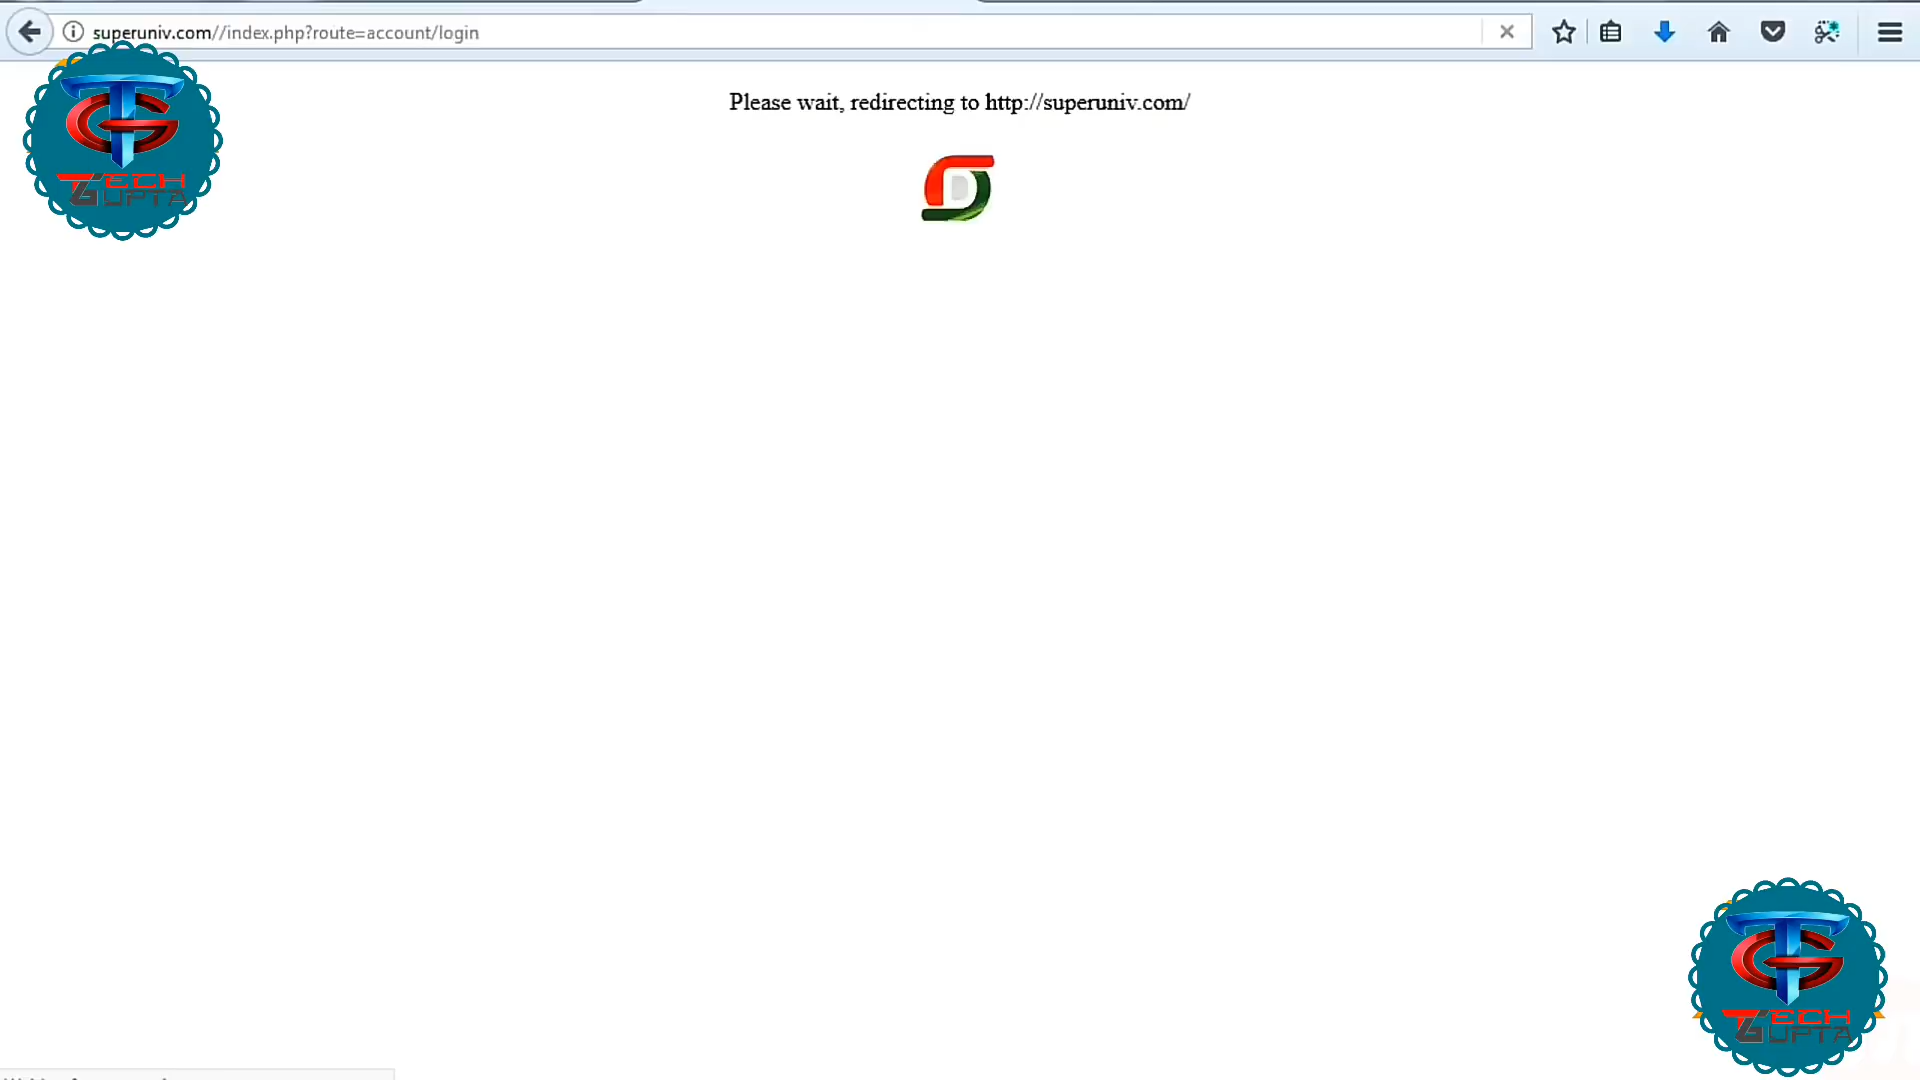 superuniv.com//index.php?route=account/login
Please wait, redirecting to http://superuniv.com/
TECH
GUPTA
TECH
GUPTA